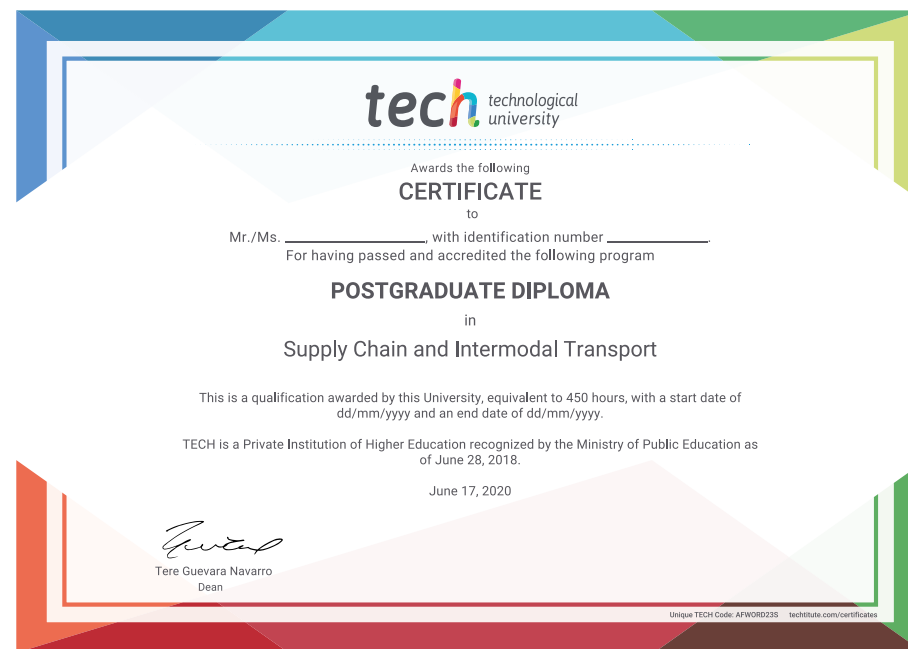 tech technological
university
Awards the following
CERTIFICATE
to
Mr./Ms. ____________________, with identification number ______________.
For having passed and accredited the following program
POSTGRADUATE DIPLOMA
in
Supply Chain and Intermodal Transport
This is a qualification awarded by this University, equivalent to 450 hours, with a start date of
dd/mm/yyyy and an end date of dd/mm/yyyy.
TECH is a Private Institution of Higher Education recognized by the Ministry of Public Education as
of June 28, 2018.
June 17, 2020
Tere Guevara Navarro
Dean
Unique TECH Code: AFWORD23S techtitute.com/certificates